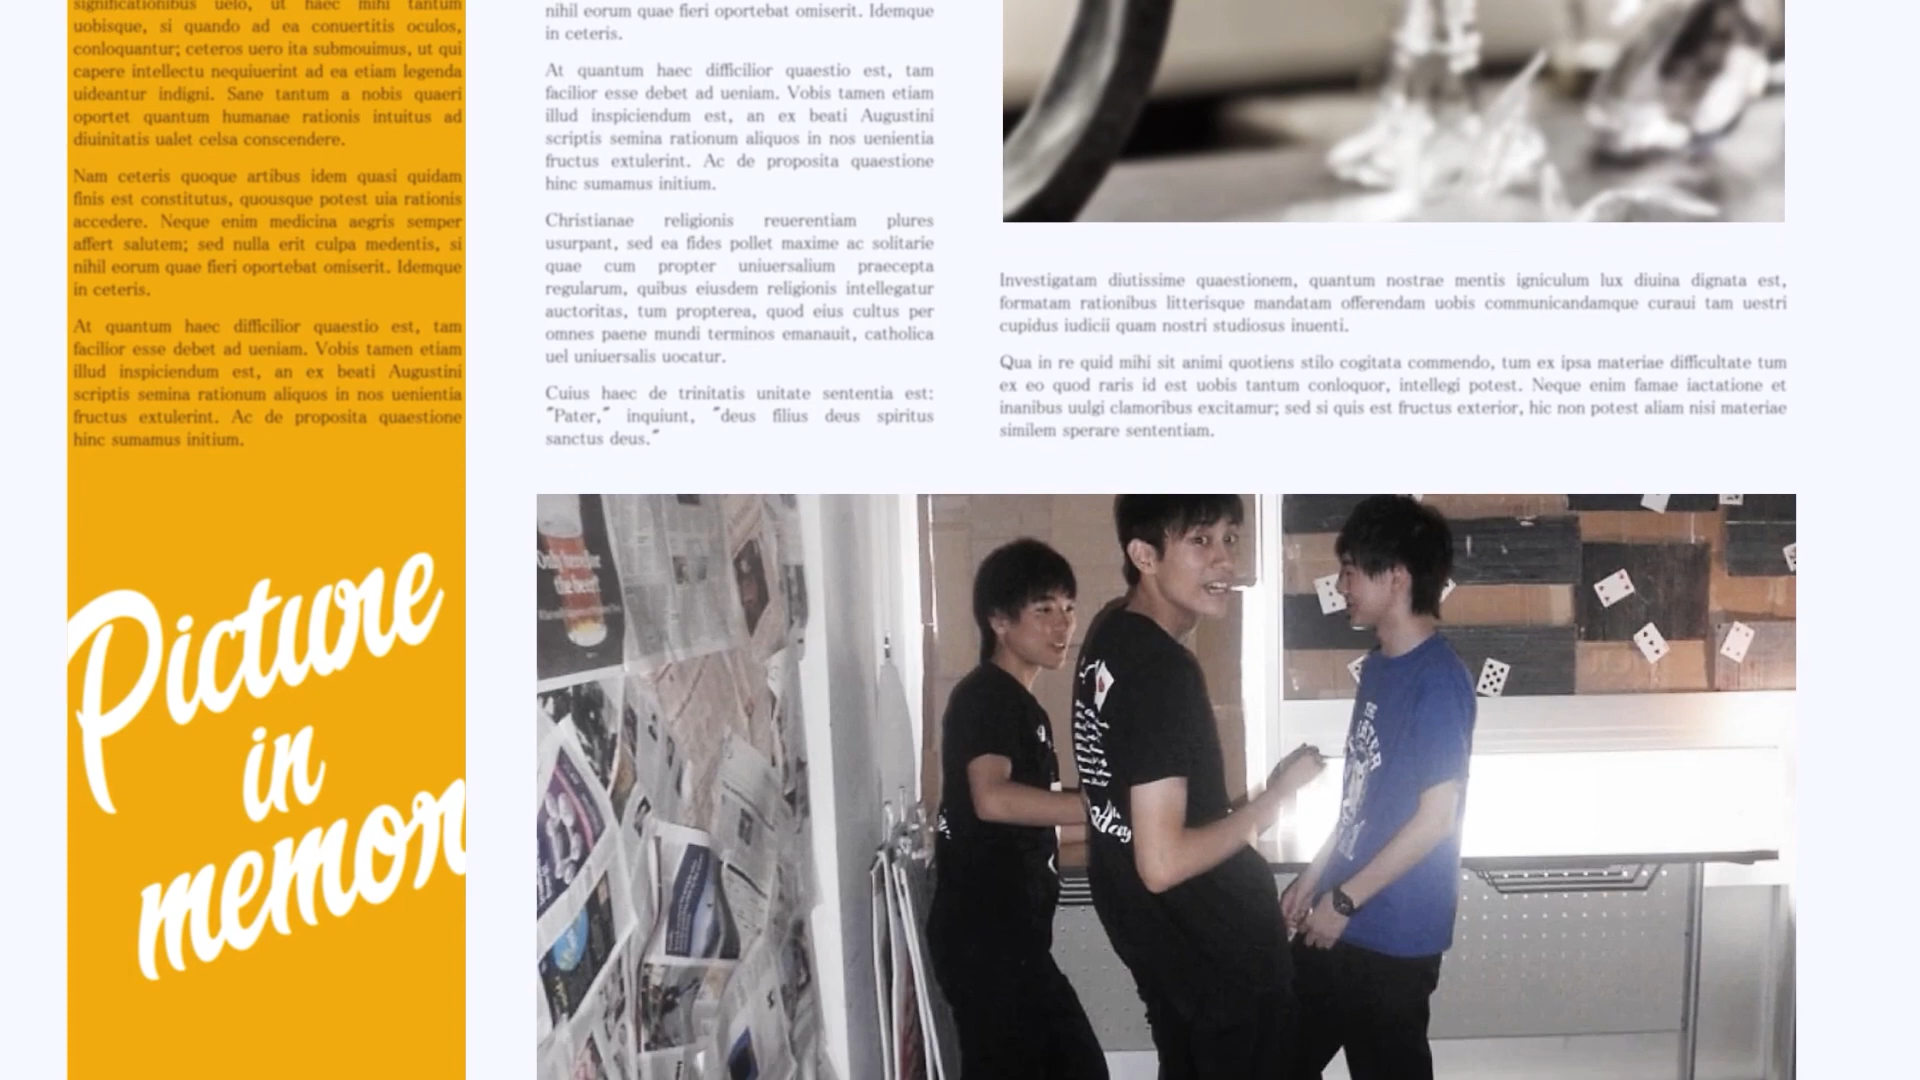 significationibus uelo, ut haec mihi tantum
uobisque, si quando ad ea conuertitis oculos,
conloquantur; ceteros uero ita submouimus, ut qui
capere intellectu nequiuerint ad ea etiam legenda
uideantur indigni. Sane tantum a nobis quaeri
oportet quantum humanae rationis intuitus ad
diuinitatis ualet celsa conscendere.
Nam ceteris quoque artibus idem quasi quidam
finis est constitutus, quousque potest uia rationis
accedere. Neque enim medicina aegris semper
affert salutem; sed nulla erit culpa medentis, si
nihil eorum quae fieri oportebat omiserit. Idemque
in ceteris.
At quantum haec difficilior quaestio est, tam
facilior esse debet ad ueniam. Vobis tamen etiam
illud inspiciendum est, an ex beati Augustini
scriptis semina rationum aliquos in nos uenientia
fructus extulerint. Ac de proposita quaestione
hinc sumamus initium.
Picture
in
memor
nihil eorum quae fieri oportebat omiserit. Idemque
in ceteris.
At quantum haec difficilior quaestio est, tam
facilior esse debet ad ueniam. Vobis tamen etiam
illud inspiciendum est, an ex beati Augustini
scriptis semina rationum aliquos in nos uenientia
fructus extulerint. Ac de proposita quaestione
hinc sumamus initium.
Christianae religionis reuerentiam plures
usurpant, sed ea fides pollet maxime ac solitarie
quae cum propter uniuersalium praecepta
regularum, quibus eiusdem religionis intellegatur
auctoritas, tum propterea, quod eius cultus per
omnes paene mundi terminos emanauit, catholica
uel uniuersalis uocatur.
Cuius haec de trinitatis unitate sententia est:
"Pater," inquiunt, "deus filius deus spiritus
sanctus deus."
Investigatam diutissime quaestionem, quantum nostrae mentis igniculum lux diuina dignata est,
formatam rationibus litterisque mandatam offerendam uobis communicandamque curaui tam uestri
cupidus iudicii quam nostri studiosus inuenti.
Qua in re quid mihi sit animi quotiens stilo cogitata commendo, tum ex ipsa materiae difficultate tum
ex eo quod raris id est uobis tantum conloquor, intellegi potest. Neque enim famae iactatione et
inanibus uulgi clamoribus excitamur; sed si quis est fructus exterior, hic non potest aliam nisi materiae
similem sperare sententiam.